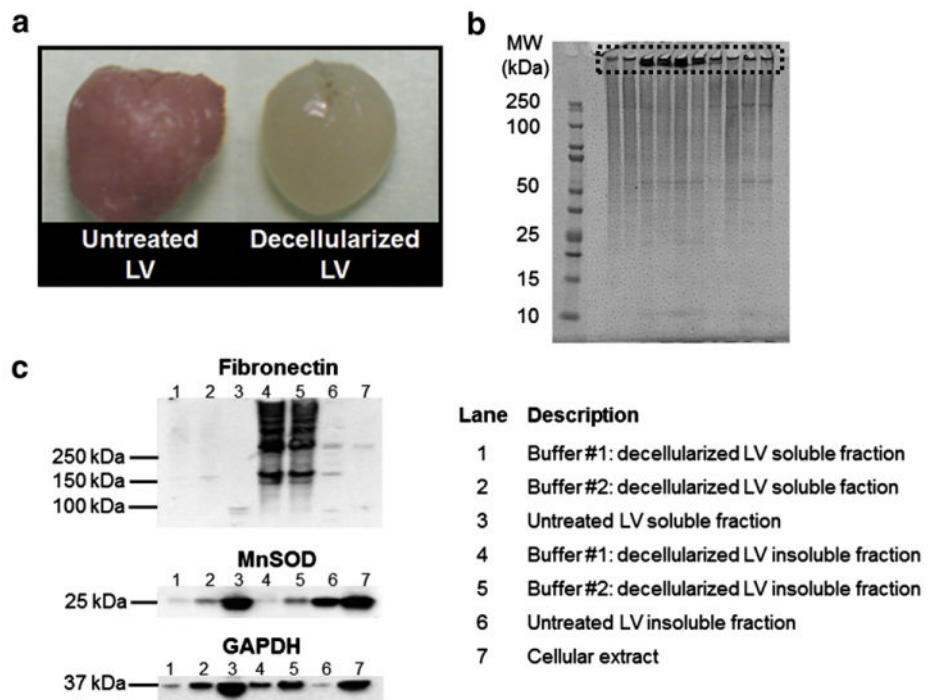 a
Untreated LV
Decellularized LV
b
MW
(kDa)
250
100
50
25
15
10
c
Fibronectin
1 2 3 4 5 6 7
250 kDa
150 kDa
100 kDa
MnSOD
1 2 3 4 5 6 7
25 kDa
GAPDH
1 2 3 4 5 6 7
37 kDa
Lane Description
1 Buffer #1: decellularized LV soluble fraction
2 Buffer #2: decellularized LV soluble faction
3 Untreated LV soluble fraction
4 Buffer #1: decellularized LV insoluble fraction
5 Buffer #2: decellularized LV insoluble fraction
6 Untreated LV insoluble fraction
7 Cellular extract